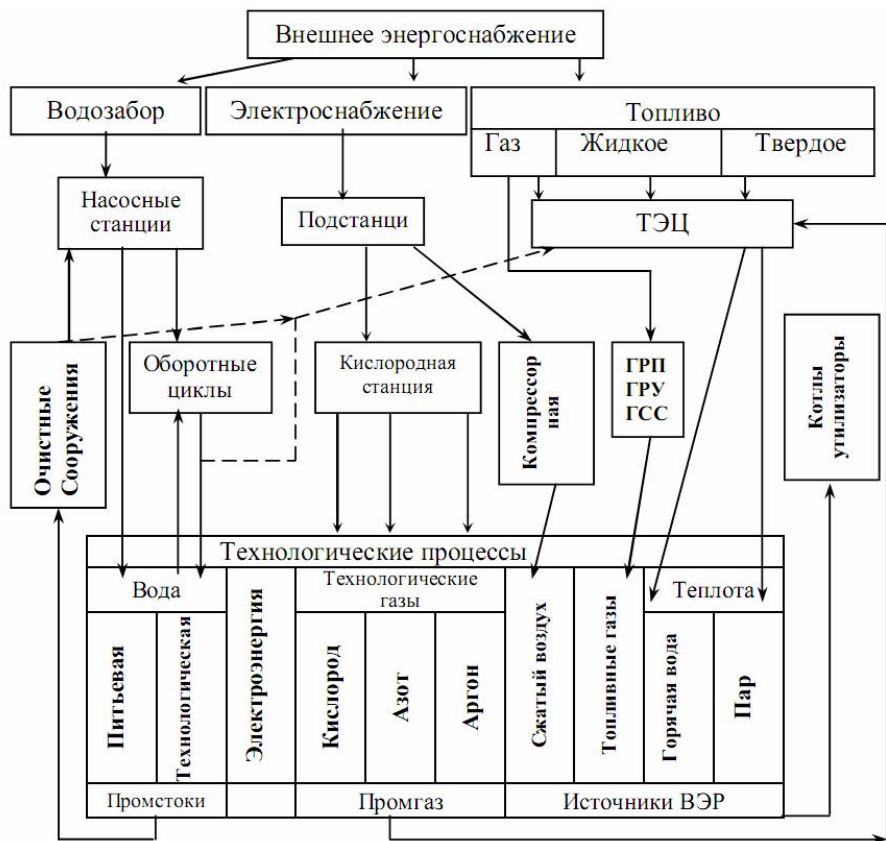 Внешнее энергоснабжение
Водозабор
Электроснабжение
Топливо
Газ
Жидкое
Твердое
Насосные
станции
Подстанци
ТЭЦ
Очистные
Сооружения
Оборотные
циклы
Кислородная
станция
Компрессор
ная
ГРП
ГРУ
ГСС
Котлы
утилизаторы
Технологические процессы
Вода
Технологические
газы
Теплота
Питьевая
Технологическая
Электроэнергия
Кислород
Азот
Аргон
Сжатый воздух
Топливные газы
Горячая вода
Пар
Промстоки
Промгаз
Источники ВЭР